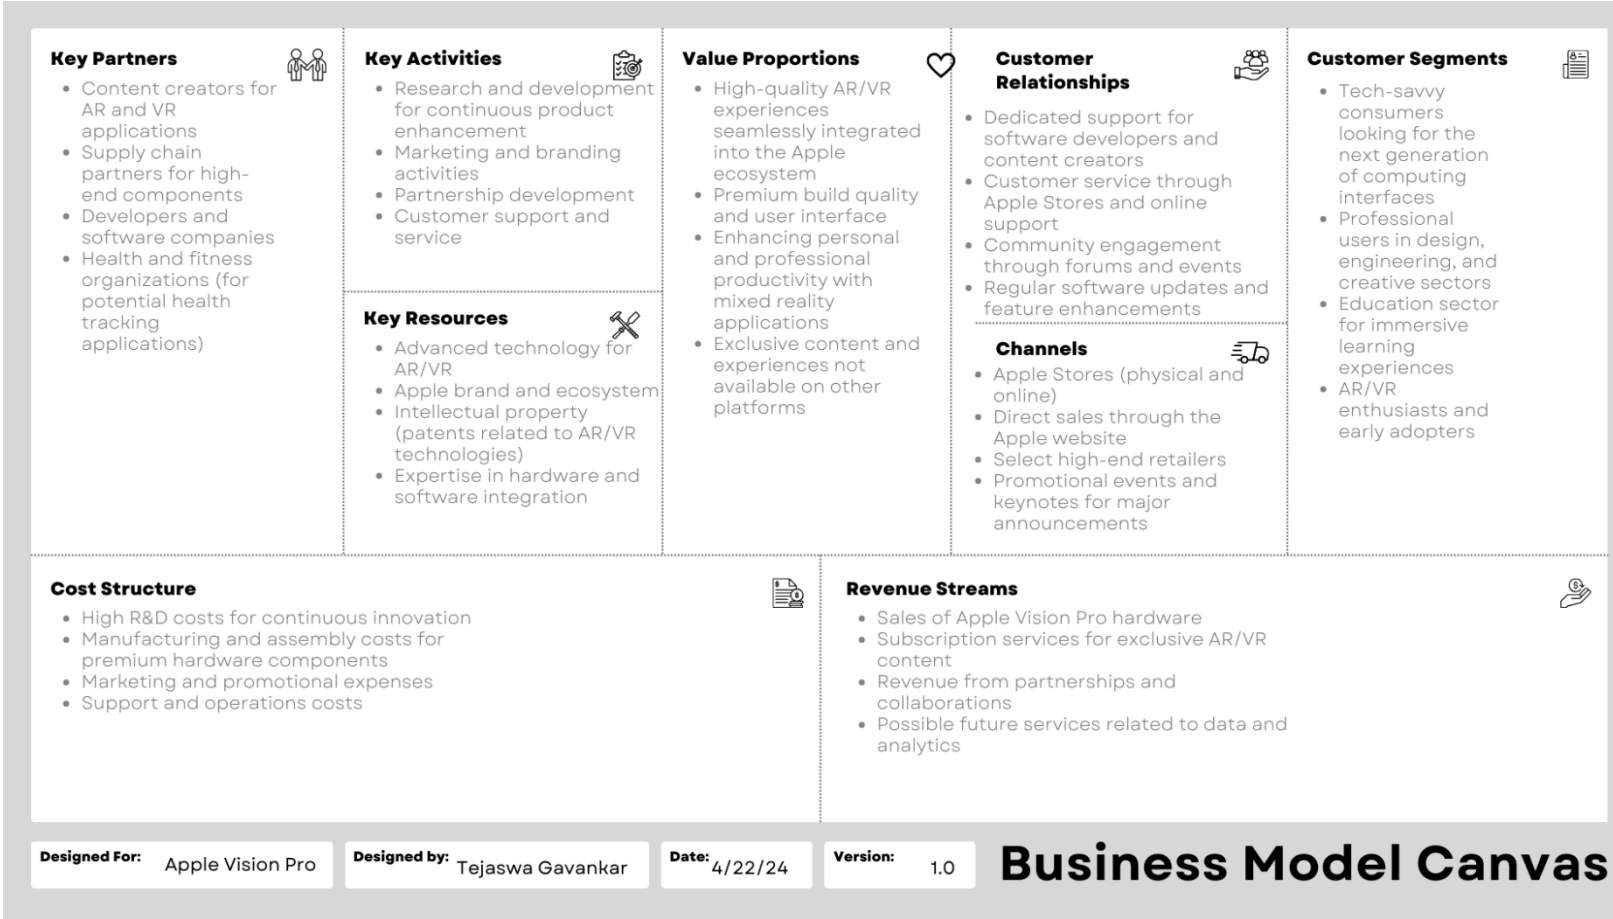 Key Partners
Content creators for
AR and VR
applications
Supply chain
partners for high-
end components
Developers and
software companies
Health and fitness
organizations (for
potential health
tracking
applications)
Key Activities
Research and development
for continuous product
enhancement
Marketing and branding
activities
Partnership development
Customer support and
service
Key Resources
Advanced technology for
AR/VR
Apple brand and ecosystem
Intellectual property
(patents related to AR/VR
technologies)
Expertise in hardware and
software integration
Value Proportions
High-quality AR/VR
experiences
seamlessly integrated
into the Apple
ecosystem
Premium build quality
and user interface
Enhancing personal
and professional
productivity with
mixed reality
applications
Exclusive content and
experiences not
available on other
platforms
Customer
Relationships
Dedicated support for
software developers and
content creators
Customer service through
Apple Stores and online
support
Community engagement
through forums and events
Regular software updates and
feature enhancements
Channels
Apple Stores (physical and
online)
Direct sales through the
Apple website
Select high-end retailers
Promotional events and
keynotes for major
announcements
Customer Segments
Tech-savvy
consumers
looking for the
next generation
of computing
interfaces
Professional
users in design,
engineering, and
creative sectors
Education sector
for immersive
learning
experiences
AR/VR
enthusiasts and
early adopters
Cost Structure
High R&D costs for continuous innovation
Manufacturing and assembly costs for
premium hardware components
Marketing and promotional expenses
Support and operations costs
Revenue Streams
Sales of Apple Vision Pro hardware
Subscription services for exclusive AR/VR
content
Revenue from partnerships and
collaborations
Possible future services related to data and
analytics
Designed For: Apple Vision Pro
Designed by: Tejaswa Gavankar
Date: 4/22/24
Version: 1.0
Business Model Canvas